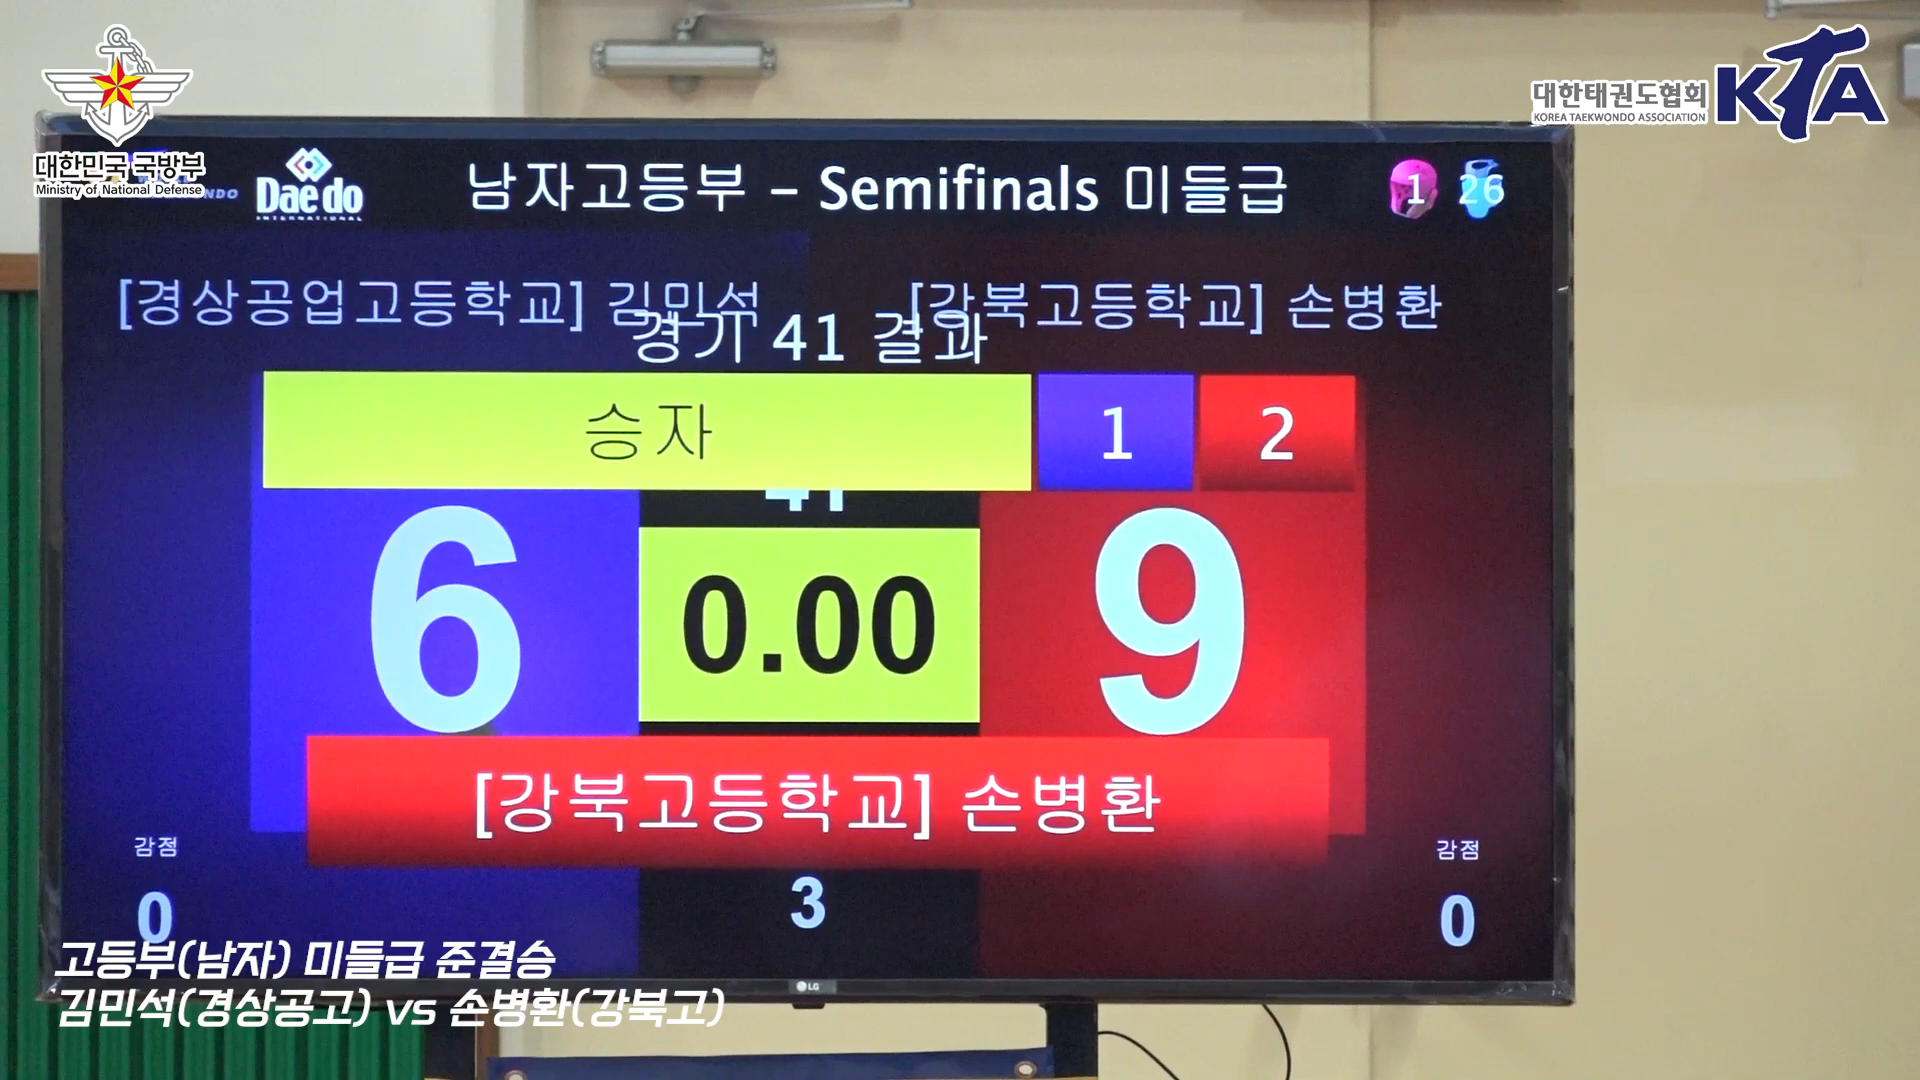 대한민국 국방부
Ministry of National Defense
대한태권도협회
KOREA TAEKWONDO ASSOCIATION
KTA
Daedo
INTERNATIONAL
남자고등부 - Semifinals 미들급
1 26
[경상공업고등학교] 김민석
[강북고등학교] 손병환
경기 41 결과
승자 1 2
41
6 0.00 9
[강북고등학교] 손병환
감점
0
3
감점
0
LG
고등부(남자) 미들급 준결승
김민석(경상공고) vs 손병환(강북고)